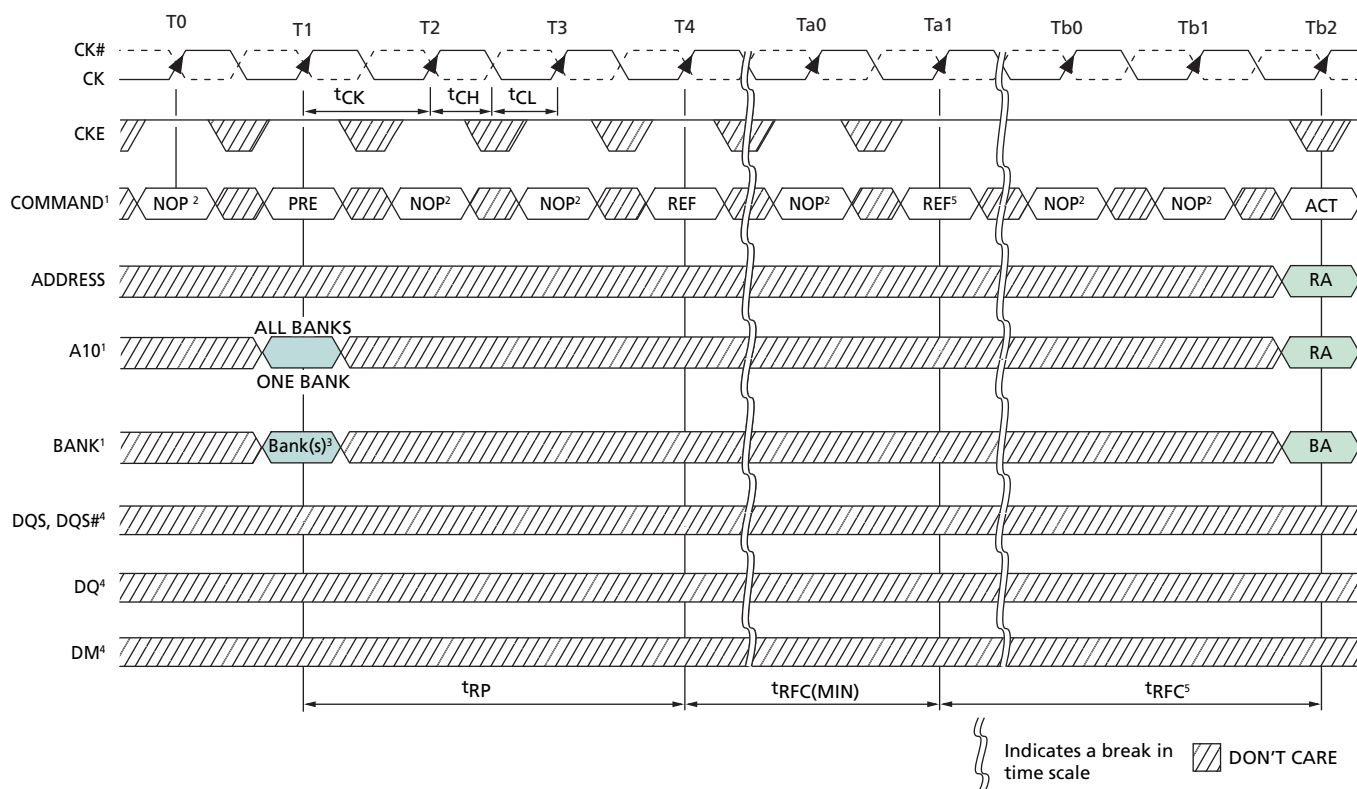 T0 T1 T2 T3 T4 Ta0 Ta1 Tb0 Tb1 Tb2
CK#
CK
tCK tCH tCL
CKE
COMMAND¹ NOP ² PRE NOP² NOP² REF NOP² REF⁵ NOP² NOP² ACT
ADDRESS RA
ALL BANKS
A10¹ RA
ONE BANK
BANK¹ Bank(s)³ BA
DQS, DQS#⁴
DQ⁴
DM⁴
tRP tRFC(MIN) tRFC⁵
Indicates a break in
time scale
DON'T CARE